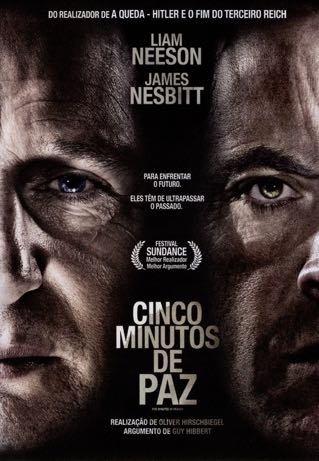 DO REALIZADOR DE A QUEDA - HITLER E O FIM DO TERCEIRO REICH
LIAM
NEESON
JAMES
NESBITT
PARA ENFRENTAR
O FUTURO.
ELES TÊM DE ULTRAPASSAR
O PASSADO.
FESTIVAL
SUNDANCE
Melhor Realizador
Melhor Argumento
CINCO
MINUTOS
DE
PAZ
REALIZAÇÃO DE OLIVER HIRSCHBIEGEL
ARGUMENTO DE GUY HIBBERT